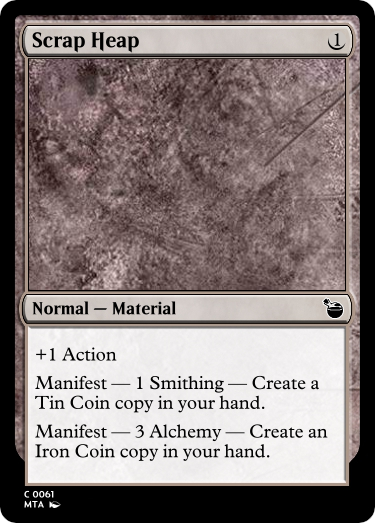 Scrap Heap 1
Normal — Material
+1 Action
Manifest — 1 Smithing — Create a
Tin Coin copy in your hand.
Manifest — 3 Alchemy — Create an
Iron Coin copy in your hand.
C 0061
MTA